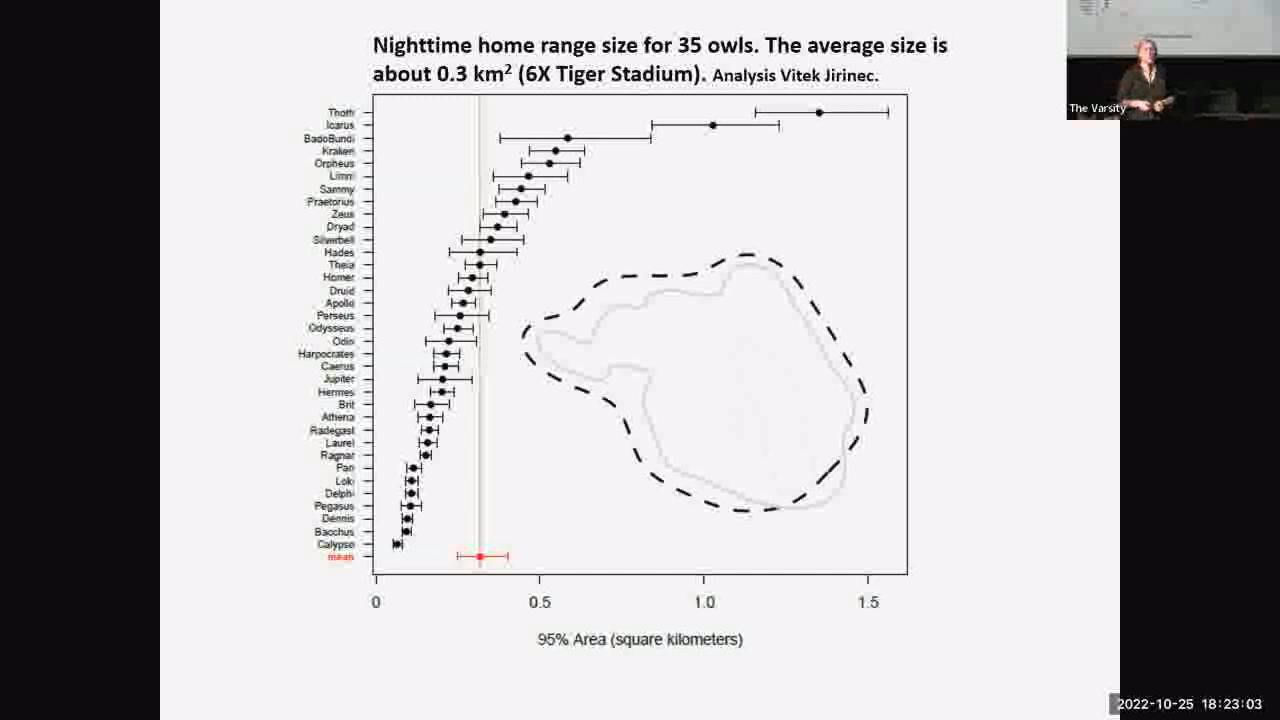 Nighttime home range size for 35 owls. The average size is
about 0.3 km² (6X Tiger Stadium). Analysis Vitek Jirinec.
The Varsity
Thoth
Icarus
BadoBundi
Kraken
Orpheus
Limni
Sammy
Praetorius
Zeus
Dryad
Silverbell
Hades
Theia
Homer
Druid
Apollo
Perseus
Odysseus
Odin
Harpocrates
Caerus
Jupiter
Hermes
Brit
Athena
Radegast
Laurel
Ragnar
Pan
Loki
Delphi
Pegasus
Dennis
Bacchus
Calypso
mean
0 0.5 1.0 1.5
95% Area (square kilometers)
2022-10-25 18:23:03